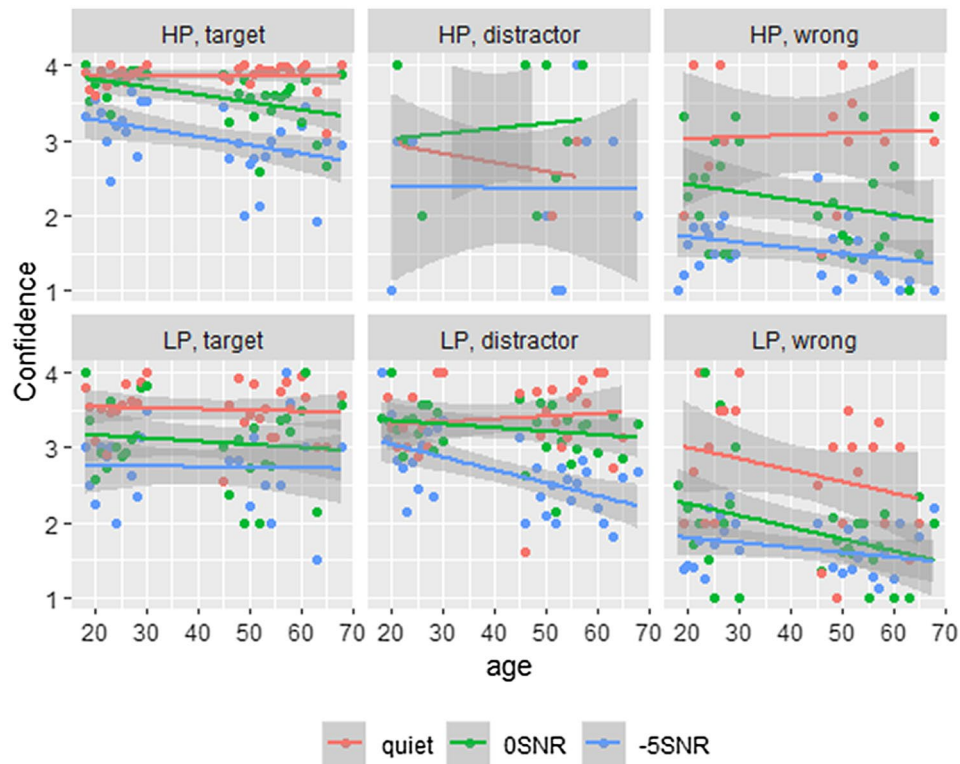 HP, target HP, distractor HP, wrong
4
3
2
1
LP, target LP, distractor LP, wrong
4
3
2
1
Confidence
20 30 40 50 60 70 20 30 40 50 60 70 20 30 40 50 60 70
age
quiet 0SNR -5SNR